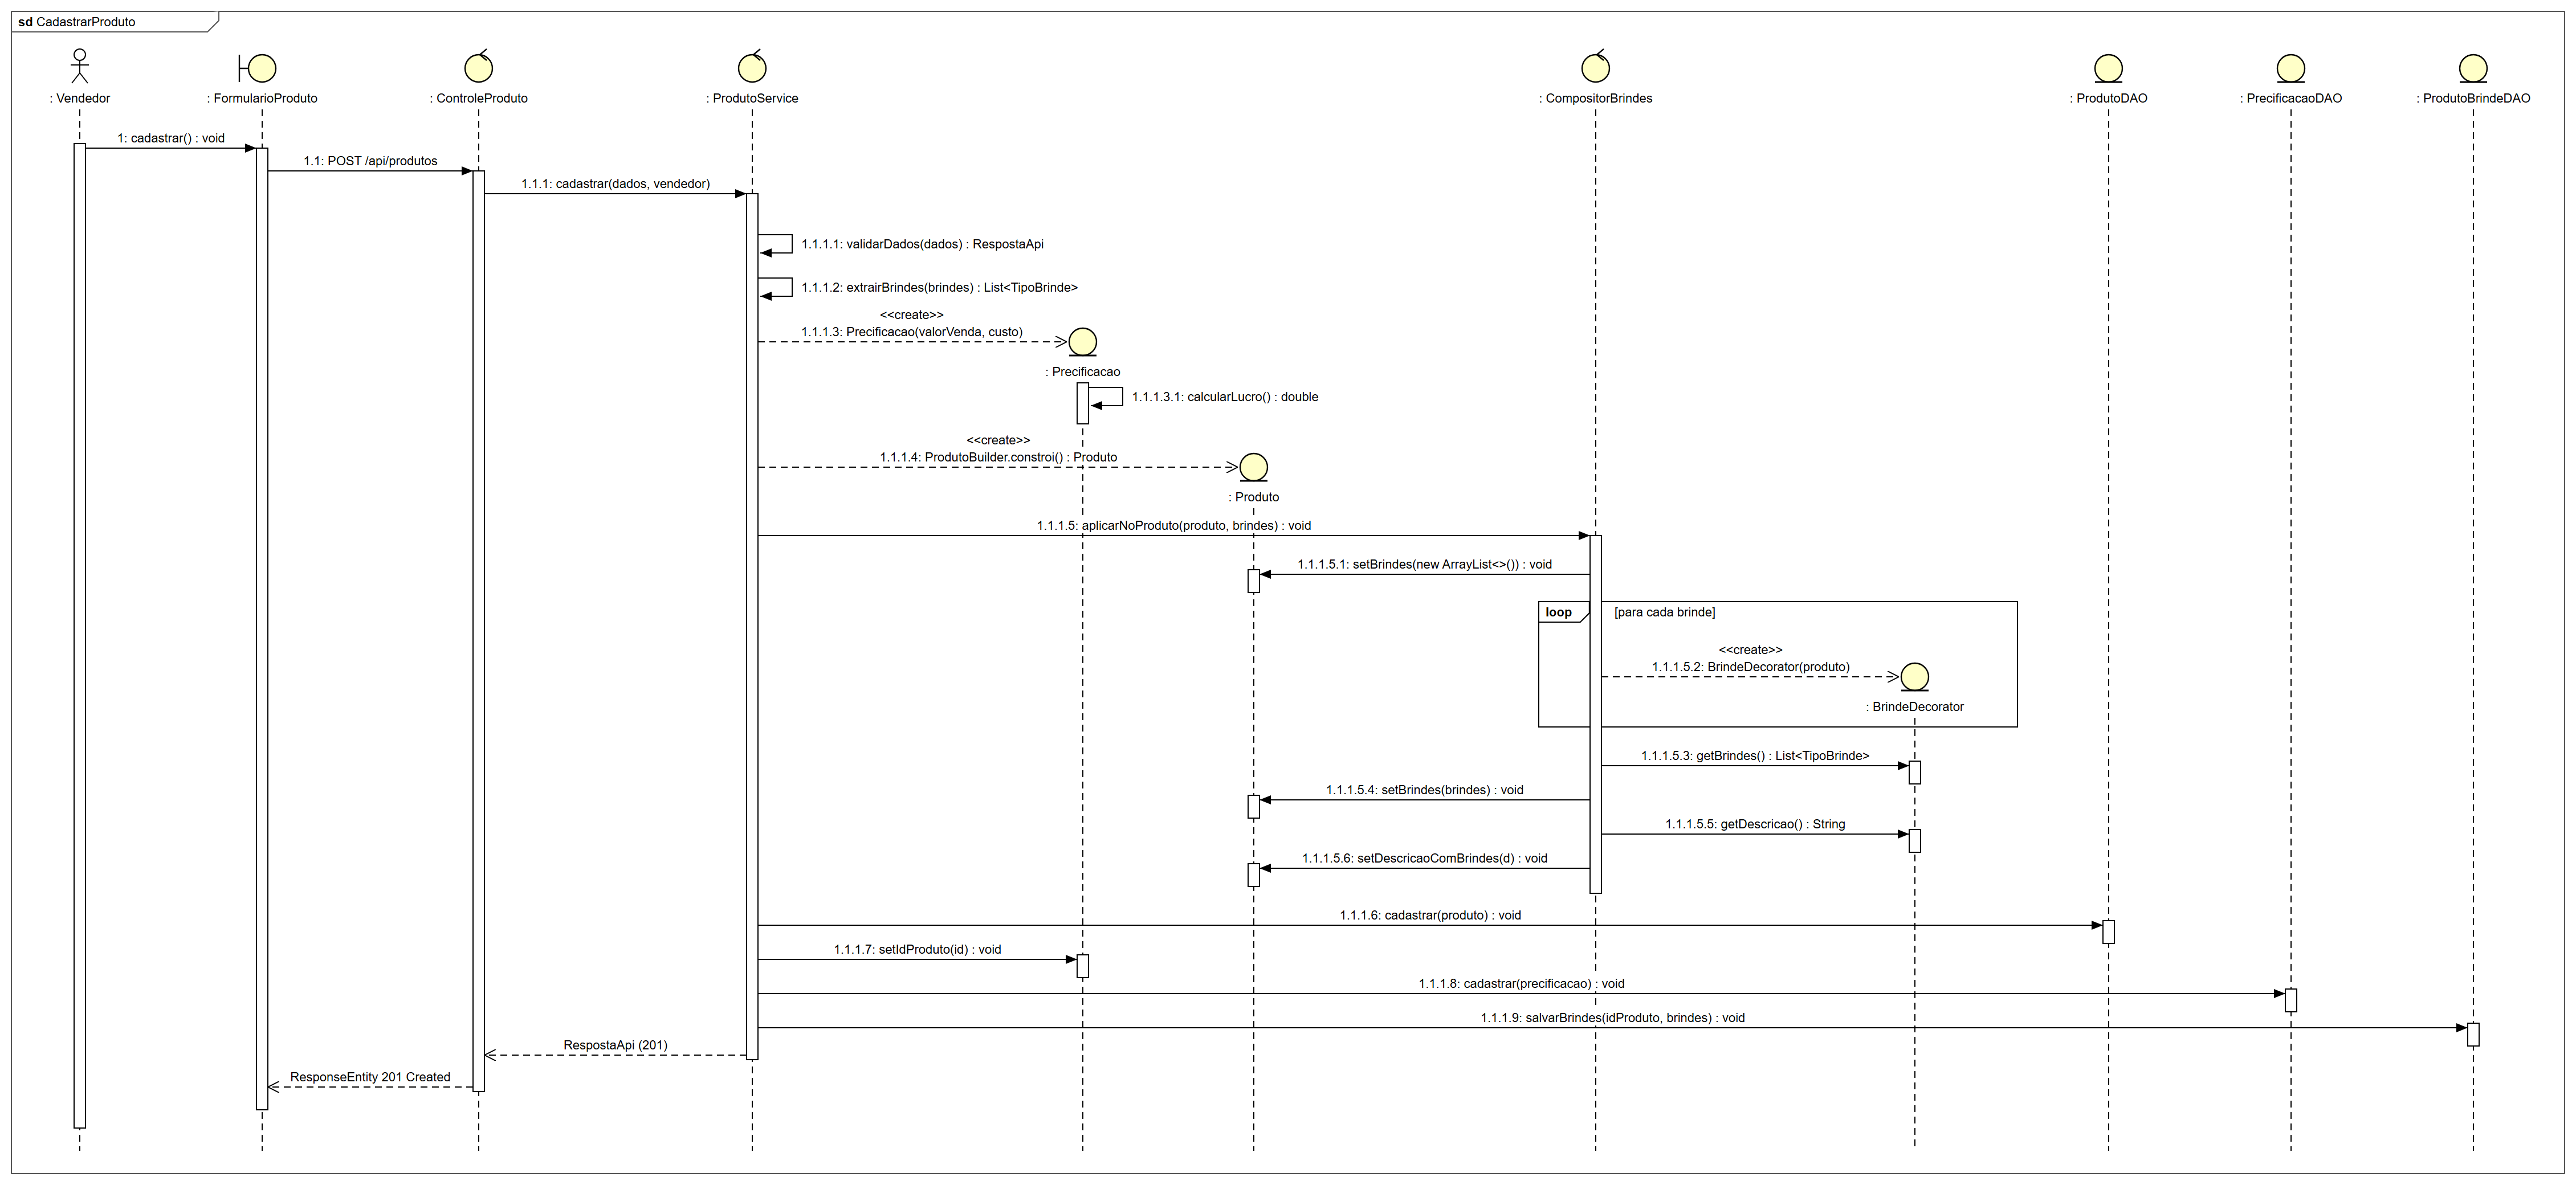 sd CadastrarProduto
: Vendedor
: FormularioProduto
: ControleProduto
: ProdutoService
: CompositorBrindes
: ProdutoDAO
: PrecificacaoDAO
: ProdutoBrindeDAO
1: cadastrar() : void
1.1: POST /api/produtos
1.1.1: cadastrar(dados, vendedor)
1.1.1.1: validarDados(dados) : RespostaApi
1.1.1.2: extrairBrindes(brindes) : List<TipoBrinde>
<<create>>
1.1.1.3: Precificacao(valorVenda, custo)
: Precificacao
1.1.1.3.1: calcularLucro() : double
<<create>>
1.1.1.4: ProdutoBuilder.constroi() : Produto
: Produto
1.1.1.5: aplicarNoProduto(produto, brindes) : void
1.1.1.5.1: setBrindes(new ArrayList<>()) : void
loop [para cada brinde]
<<create>>
1.1.1.5.2: BrindeDecorator(produto)
: BrindeDecorator
1.1.1.5.3: getBrindes() : List<TipoBrinde>
1.1.1.5.4: setBrindes(brindes) : void
1.1.1.5.5: getDescricao() : String
1.1.1.5.6: setDescricaoComBrindes(d) : void
1.1.1.6: cadastrar(produto) : void
1.1.1.7: setIdProduto(id) : void
1.1.1.8: cadastrar(precificacao) : void
1.1.1.9: salvarBrindes(idProduto, brindes) : void
RespostaApi (201)
ResponseEntity 201 Created